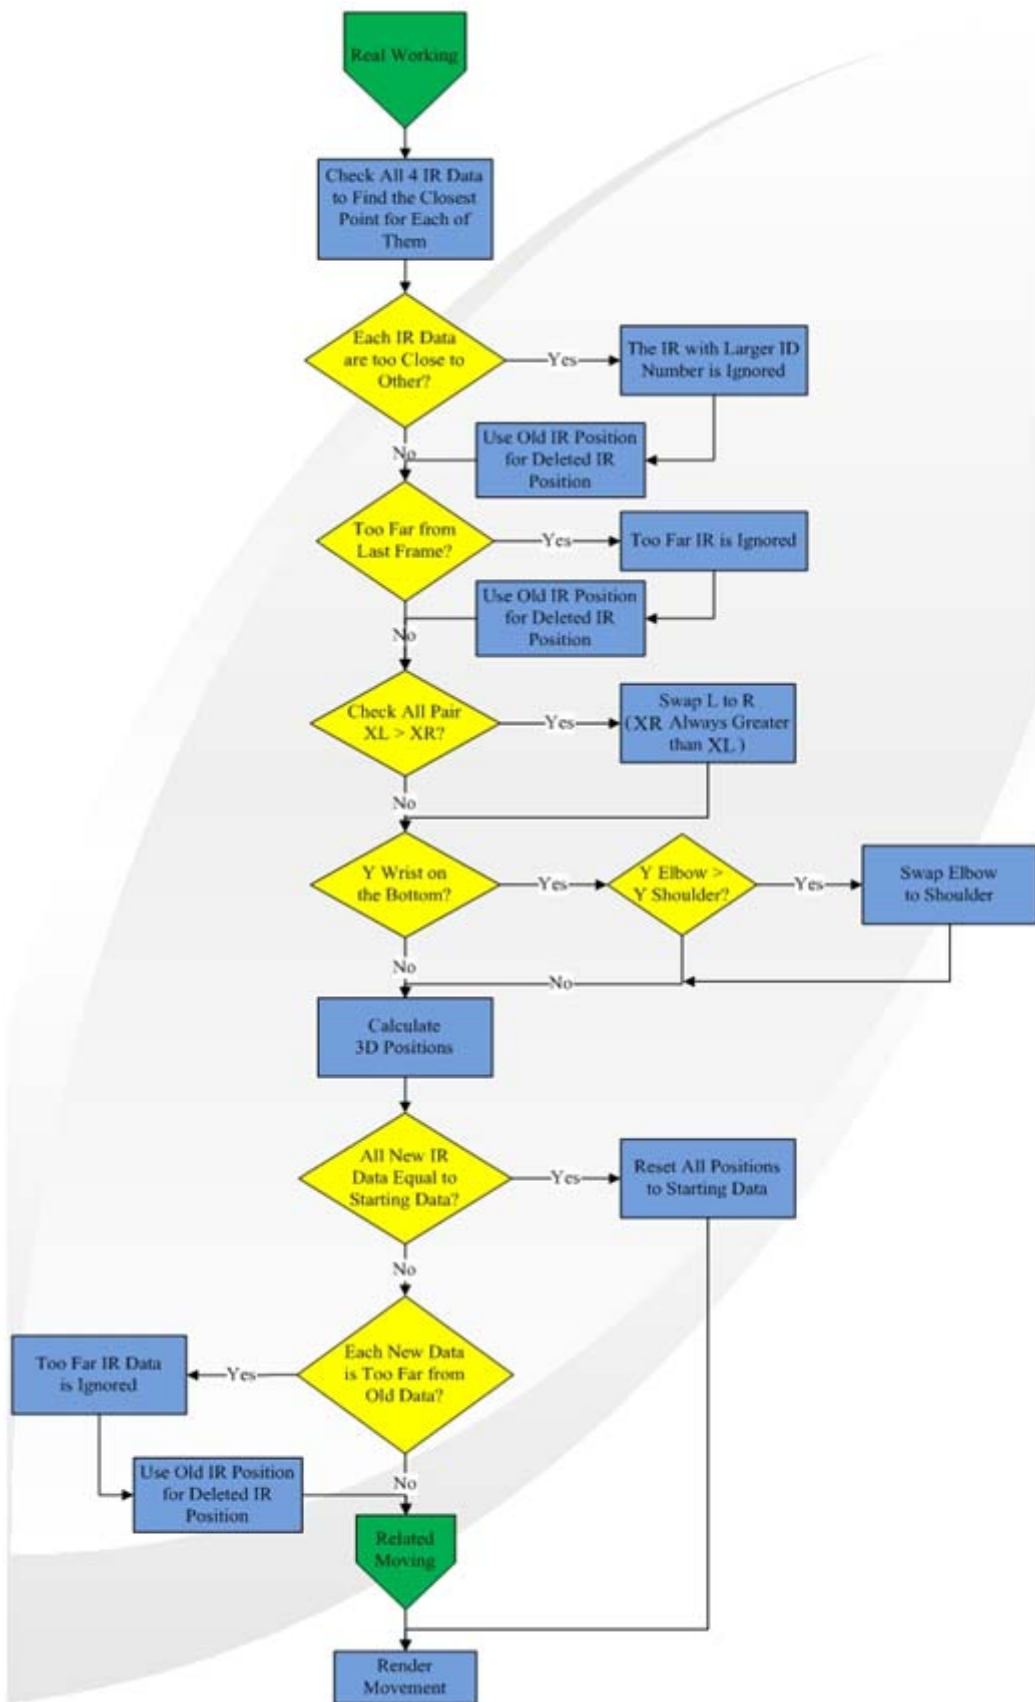 Real Working
Check All 4 IR Data
to Find the Closest
Point for Each of
Them
Each IR Data
are too Close to
Other?
Yes
The IR with Larger ID
Number is Ignored
Use Old IR Position
for Deleted IR
Position
No
Too Far from
Last Frame?
Yes
Too Far IR is Ignored
Use Old IR Position
for Deleted IR
Position
No
Check All Pair
XL > XR?
Yes
Swap L to R
(XR Always Greater
than XL)
No
Y Wrist on
the Bottom?
Yes
Y Elbow >
Y Shoulder?
Yes
Swap Elbow
to Shoulder
No
No
Calculate
3D Positions
All New IR
Data Equal to
Starting Data?
Yes
Reset All Positions
to Starting Data
No
Each New Data
is Too Far from
Old Data?
Yes
Too Far IR Data
is Ignored
Use Old IR Position
for Deleted IR
Position
No
Related
Moving
Render
Movement